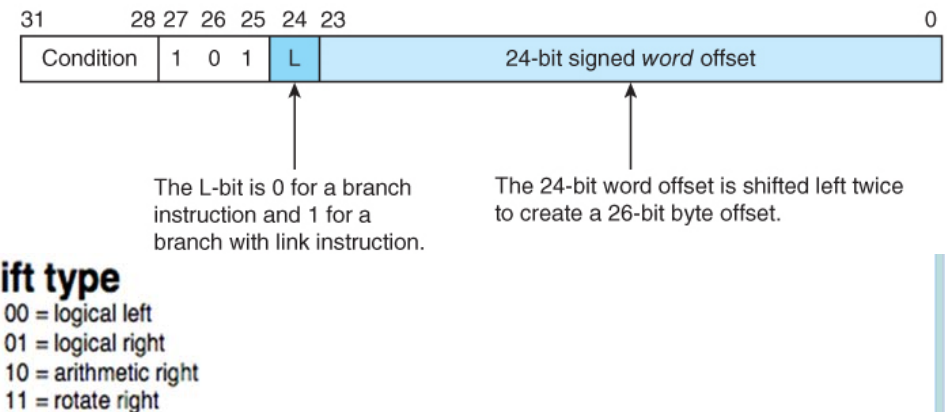 31 28 27 26 25 24 23 0
Condition 1 0 1 L 24-bit signed word offset
The L-bit is 0 for a branch
instruction and 1 for a
branch with link instruction.
The 24-bit word offset is shifted left twice
to create a 26-bit byte offset.
ift type
00 = logical left
01 = logical right
10 = arithmetic right
11 = rotate right